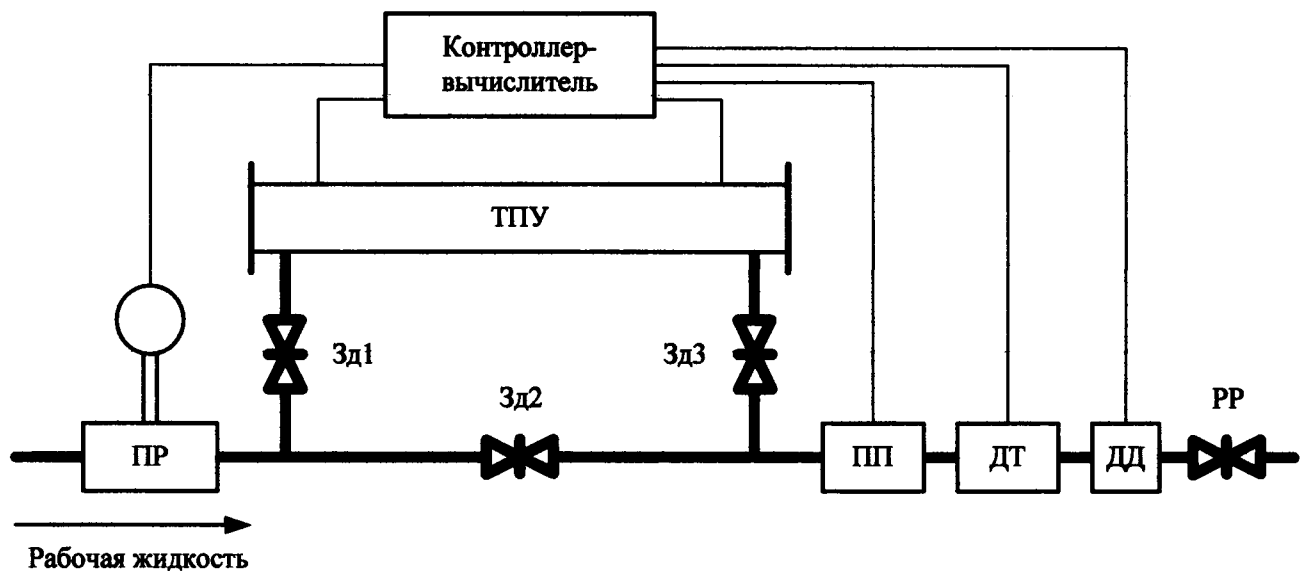 Контроллер-
вычислитель
ТПУ
Зд1
Зд3
Зд2
РР
ПР
ПП
ДТ
ДД
Рабочая жидкость